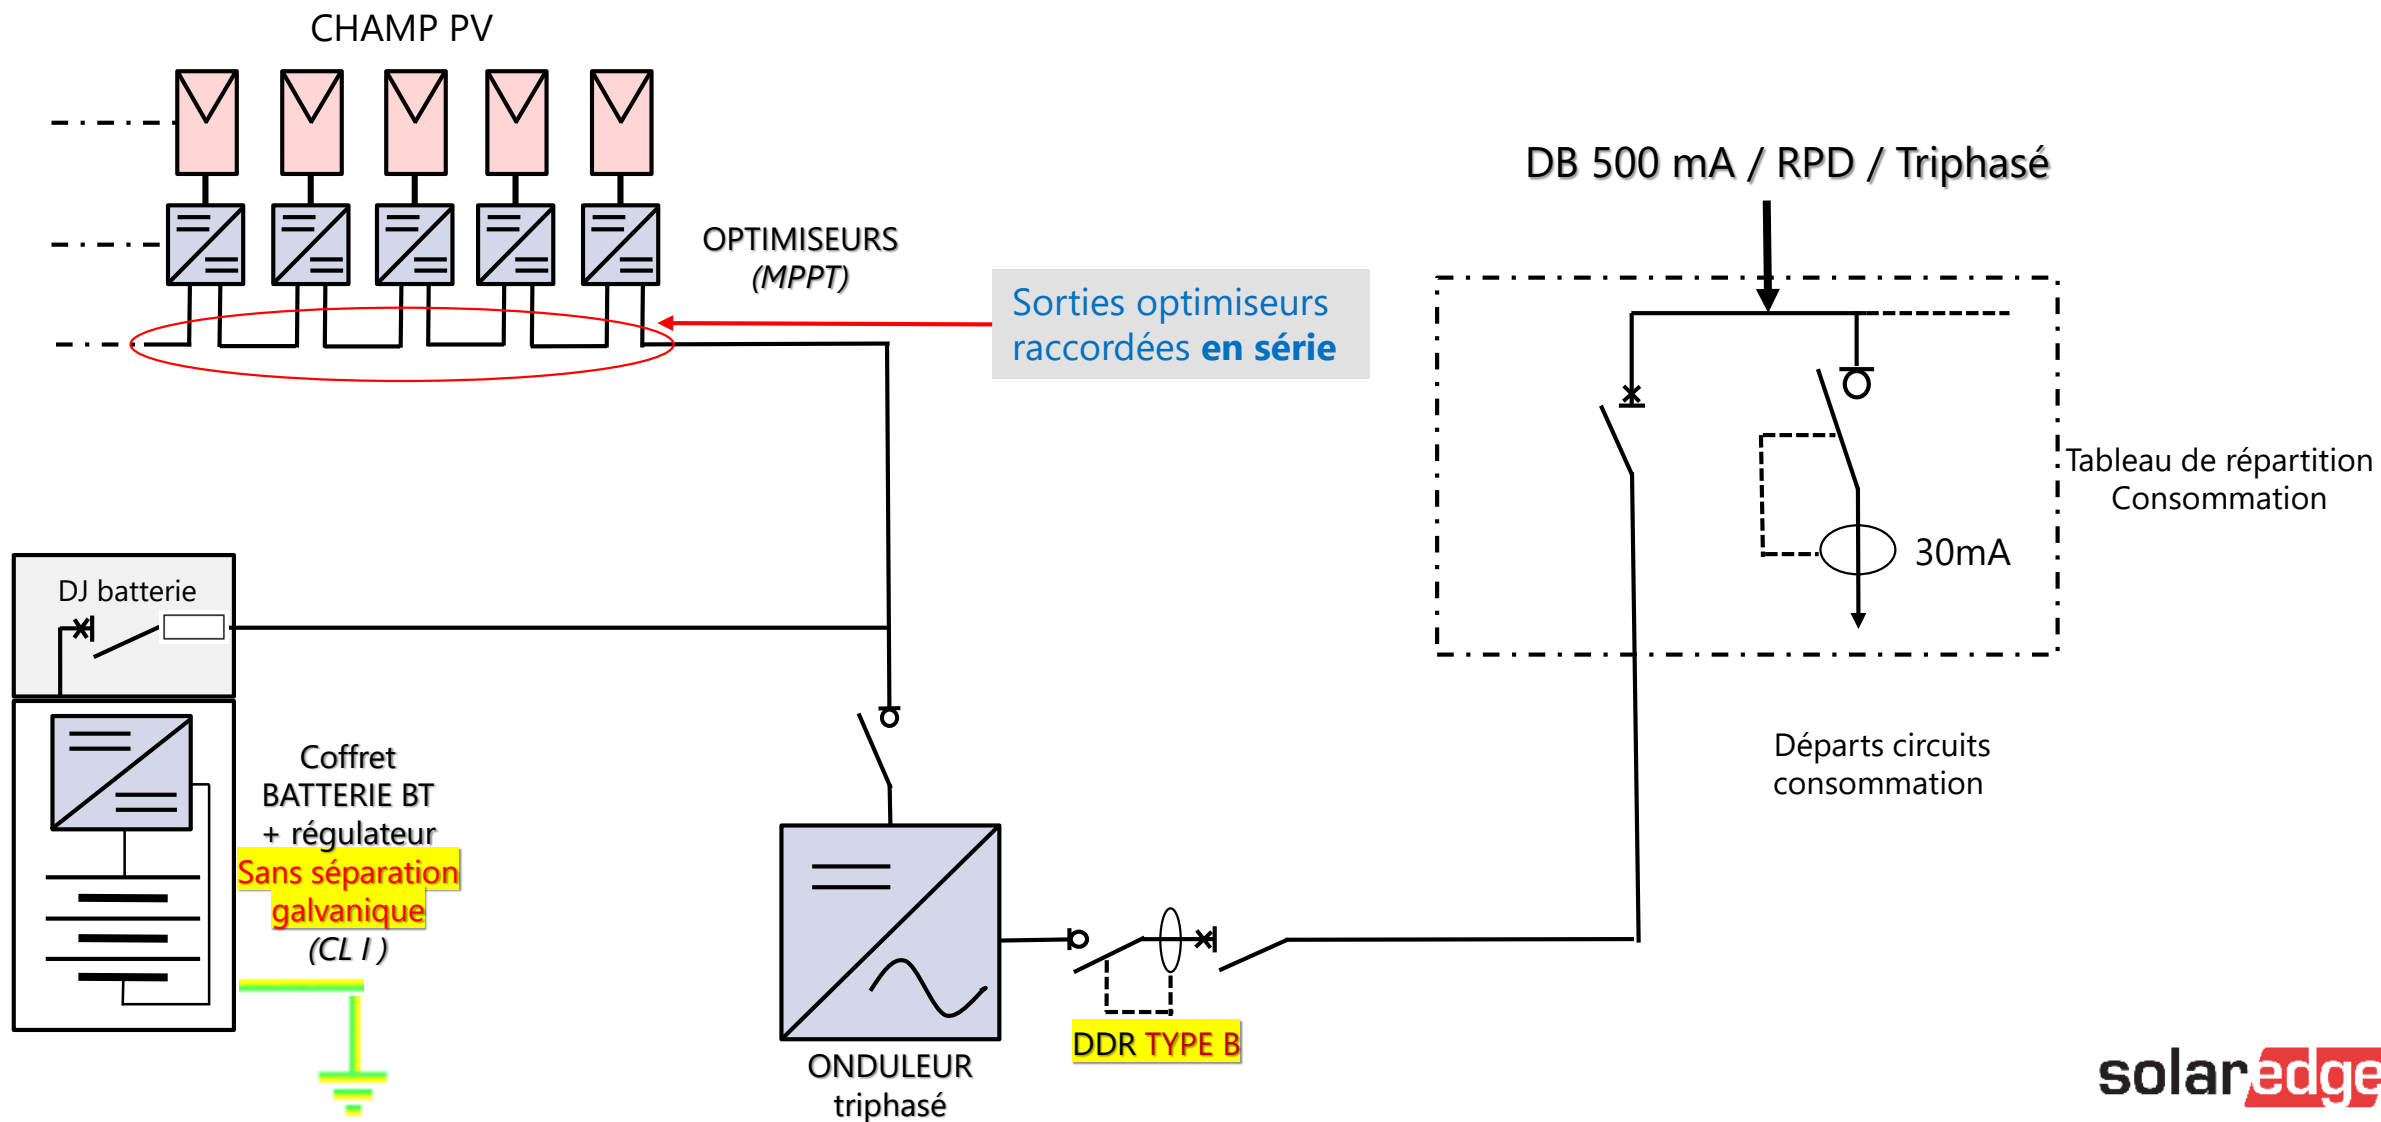 CHAMP PV
OPTIMISEURS
(MPPT)
Sorties optimiseurs
raccordées en série
DB 500 mA / RPD / Triphasé
Tableau de répartition
Consommation
30mA
DJ batterie
Départs circuits
consommation
Coffret
BATTERIE BT
+ régulateur
Sans séparation
galvanique
(CL I )
DDR TYPE B
ONDULEUR
triphasé
solaredge